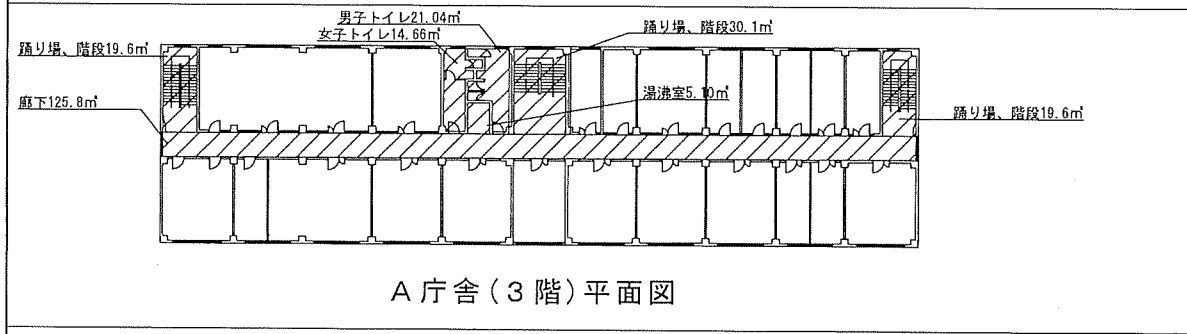 男子トイレ21.04㎡
女子トイレ14.66㎡
踊り場、階段30.1㎡
踊り場、階段19.6㎡
廊下125.8㎡
湯沸室5.10㎡
踊り場、階段19.6㎡
A庁舎(3階)平面図